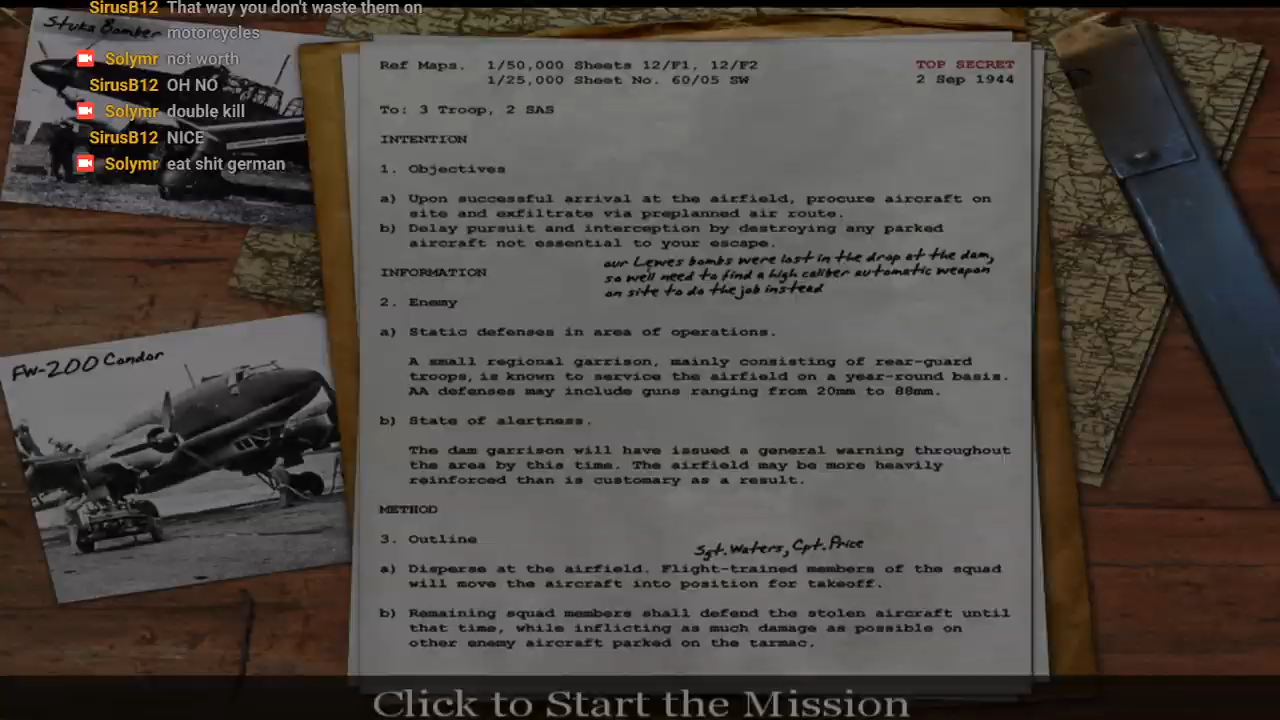 SirusB12 That way you don't waste them on
motorcycles
Solymr not worth
SirusB12 OH NO
Solymr double kill
SirusB12 NICE
Solymr eat shit german
Stuka Bomber
FW-200 Condor
Ref Maps. 1/50,000 Sheets 12/F1, 12/F2
1/25,000 Sheet No. 60/05 SW
TOP SECRET
2 Sep 1944
To: 3 Troop, 2 SAS
INTENTION
1. Objectives
a) Upon successful arrival at the airfield, procure aircraft on
site and exfiltrate via preplanned air route.
b) Delay pursuit and interception by destroying any parked
aircraft not essential to your escape.
our Lewes bombs were lost in the drop at the dam,
so we'll need to find a high caliber automatic weapon
on site to do the job instead
INFORMATION
2. Enemy
a) Static defenses in area of operations.
A small regional garrison, mainly consisting of rear-guard
troops, is known to service the airfield on a year-round basis.
AA defenses may include guns ranging from 20mm to 88mm.
b) State of alertness.
The dam garrison will have issued a general warning throughout
the area by this time. The airfield may be more heavily
reinforced than is customary as a result.
METHOD
3. Outline
Sgt. Waters, Cpt. Price
a) Disperse at the airfield. Flight-trained members of the squad
will move the aircraft into position for takeoff.
b) Remaining squad members shall defend the stolen aircraft until
that time, while inflicting as much damage as possible on
other enemy aircraft parked on the tarmac.
Click to Start the Mission